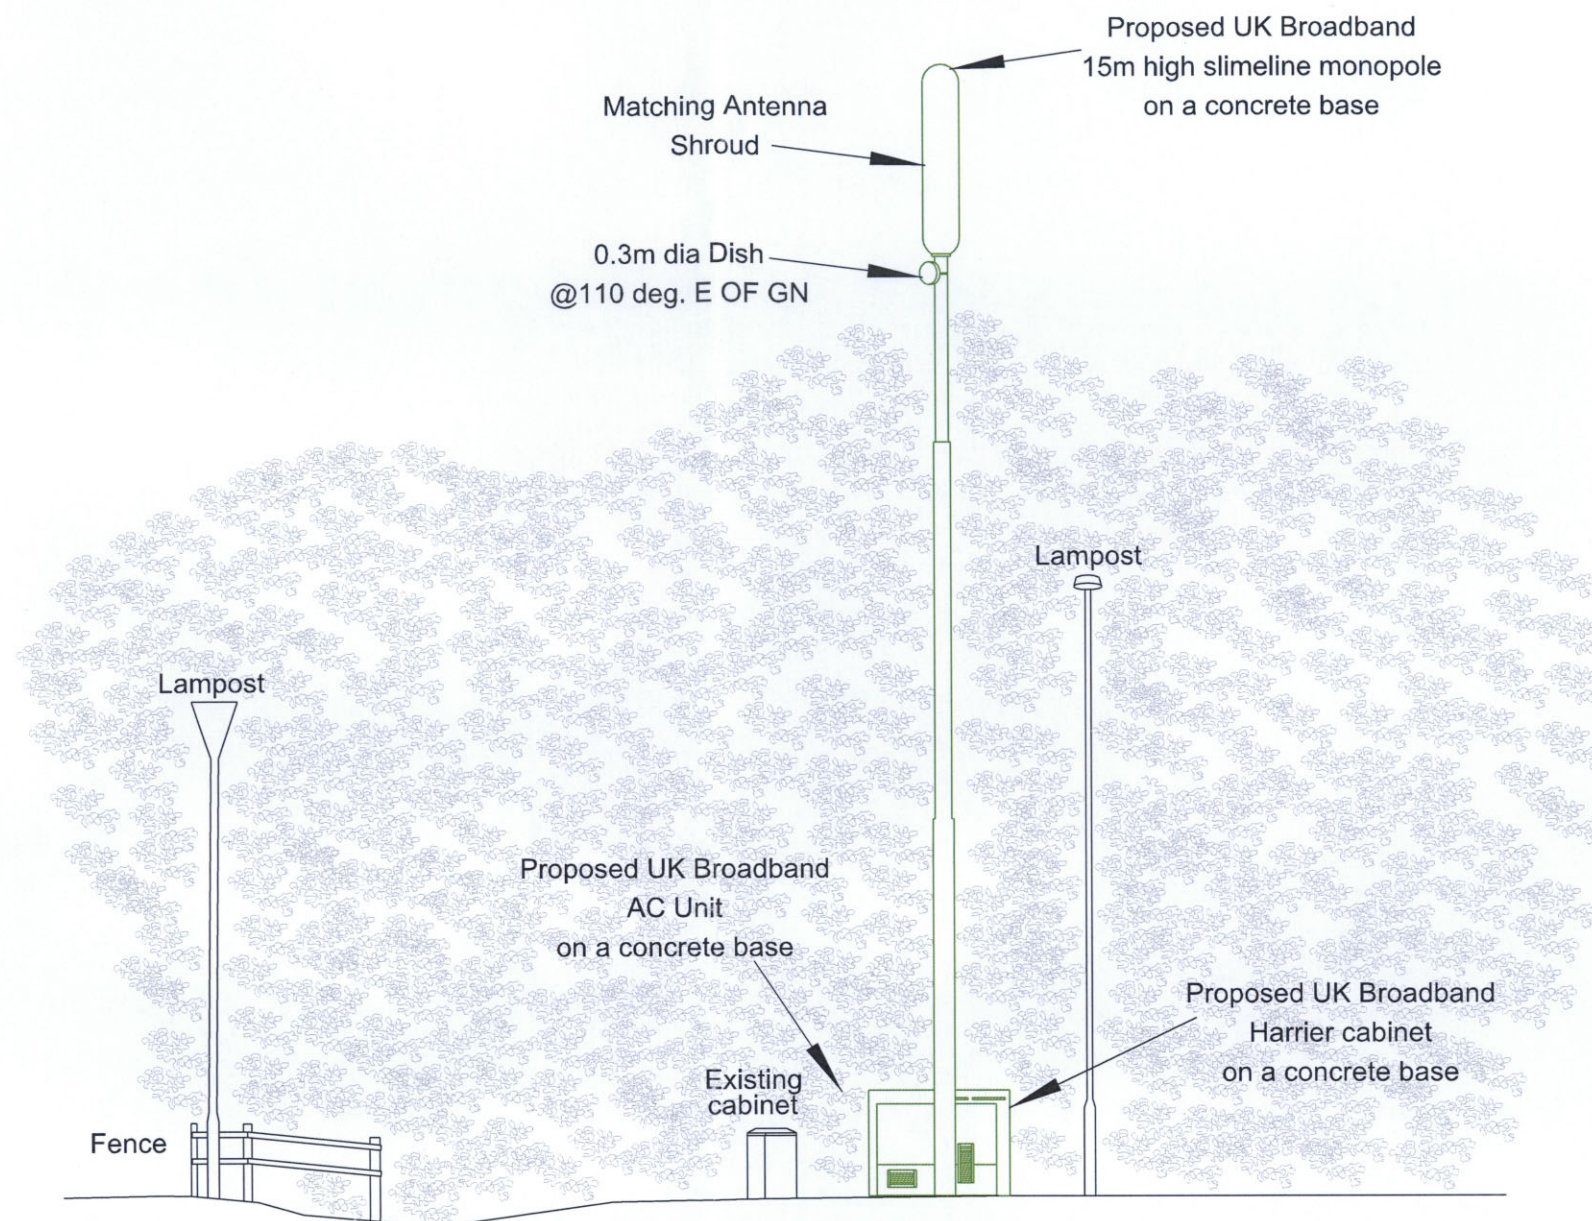 Proposed UK Broadband
15m high slimeline monopole
on a concrete base
Matching Antenna
Shroud
0.3m dia Dish
@110 deg. E OF GN
Lampost
Lampost
Proposed UK Broadband
AC Unit
on a concrete base
Proposed UK Broadband
Harrier cabinet
on a concrete base
Existing
cabinet
Fence